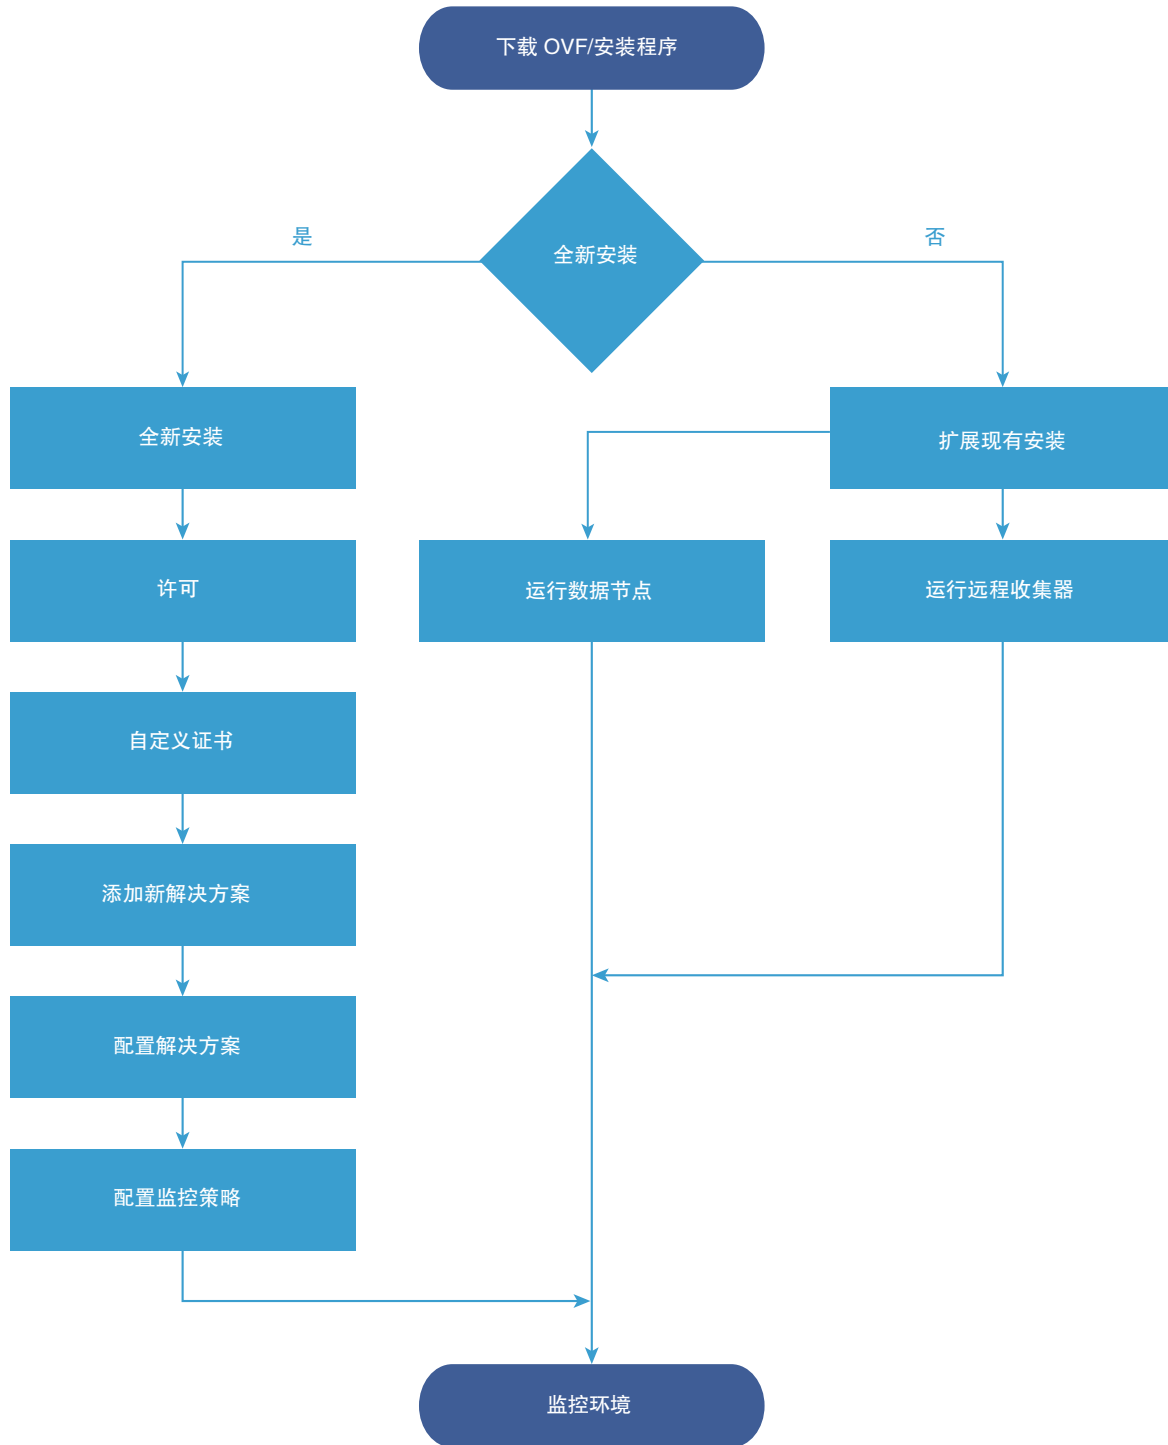 下载 OVF/安装程序
全新安装
是
否
全新安装
扩展现有安装
许可
运行数据节点
运行远程收集器
自定义证书
添加新解决方案
配置解决方案
配置监控策略
监控环境